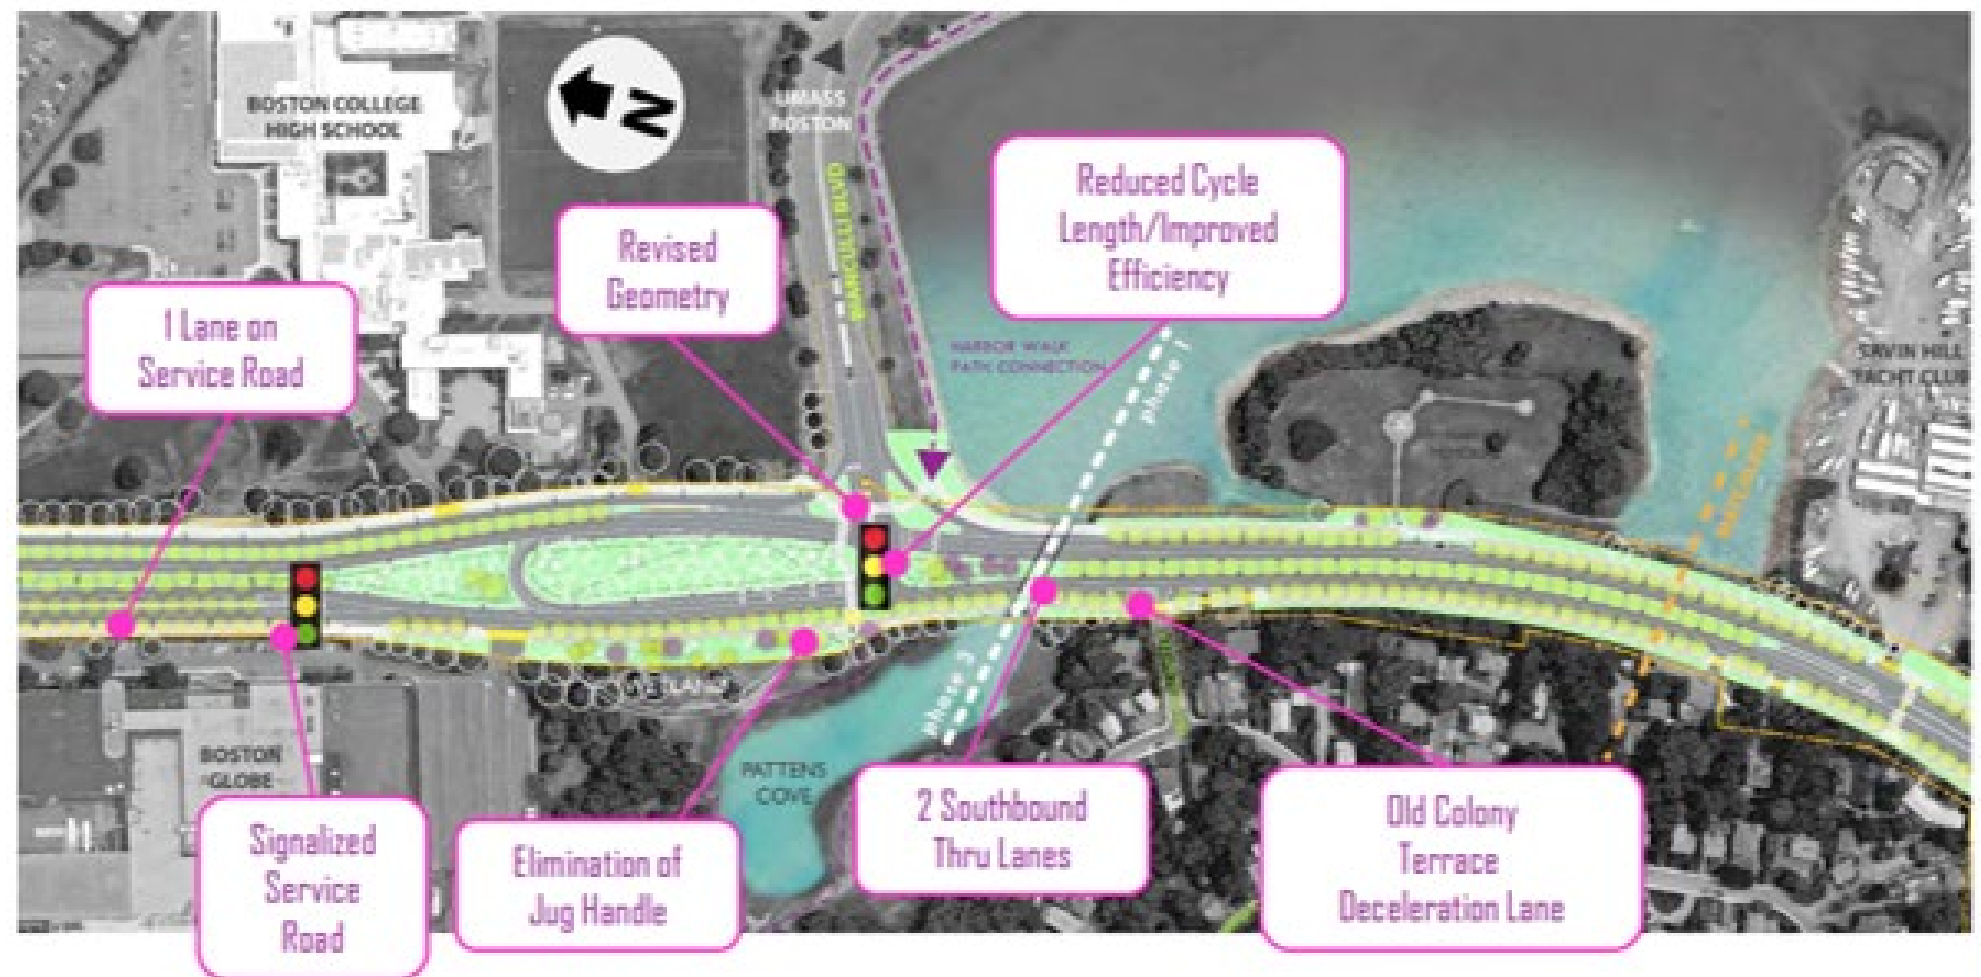 BOSTON COLLEGE
HIGH SCHOOL
N
UMASS
BOSTON
Reduced Cycle
Length/Improved
Efficiency
Revised
Geometry
1 Lane on
Service Road
HARBOR WALK
PATH CONNECTION
phase 1
SAVIN HILL
YACHT CLUB
phase 2
BOSTON
GLOBE
PATTENS
COVE
2 Southbound
Thru Lanes
Old Colony
Terrace
Deceleration Lane
Signalized
Service
Road
Elimination of
Jug Handle